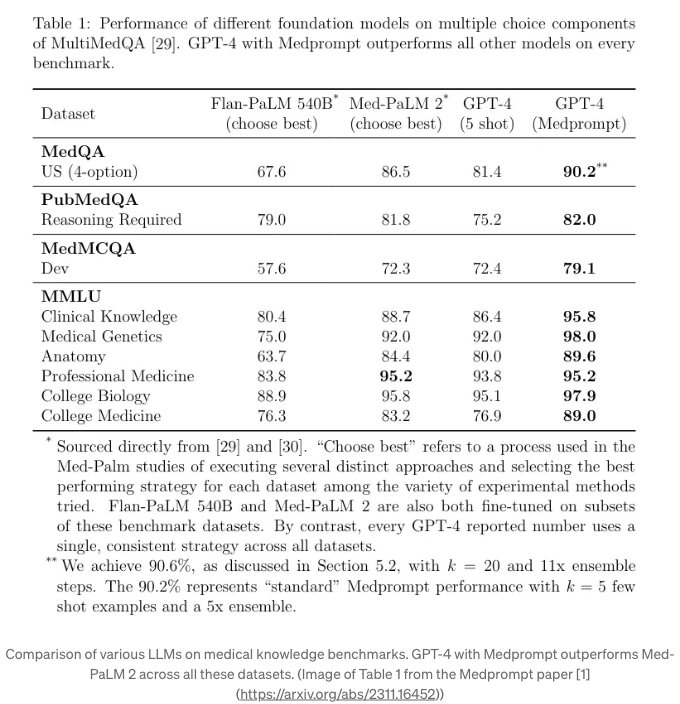 Table 1: Performance of different foundation models on multiple choice components
of MultiMedQA [29]. GPT-4 with Medprompt outperforms all other models on every
benchmark.
Dataset Flan-PaLM 540B* (choose best) Med-PaLM 2* (choose best) GPT-4 (5 shot) GPT-4 (Medprompt)
MedQA
US (4-option) 67.6 86.5 81.4 90.2**
PubMedQA
Reasoning Required 79.0 81.8 75.2 82.0
MedMCQA
Dev 57.6 72.3 72.4 79.1
MMLU
Clinical Knowledge 80.4 88.7 86.4 95.8
Medical Genetics 75.0 92.0 92.0 98.0
Anatomy 63.7 84.4 80.0 89.6
Professional Medicine 83.8 95.2 93.8 95.2
College Biology 88.9 95.8 95.1 97.9
College Medicine 76.3 83.2 76.9 89.0
* Sourced directly from [29] and [30]. “Choose best” refers to a process used in the
Med-Palm studies of executing several distinct approaches and selecting the best
performing strategy for each dataset among the variety of experimental methods
tried. Flan-PaLM 540B and Med-PaLM 2 are also both fine-tuned on subsets
of these benchmark datasets. By contrast, every GPT-4 reported number uses a
single, consistent strategy across all datasets.
** We achieve 90.6%, as discussed in Section 5.2, with k = 20 and 11x ensemble
steps. The 90.2% represents “standard” Medprompt performance with k = 5 few
shot examples and a 5x ensemble.
Comparison of various LLMs on medical knowledge benchmarks. GPT-4 with Medprompt outperforms Med-
PaLM 2 across all these datasets. (Image of Table 1 from the Medprompt paper [1]
(https://arxiv.org/abs/2311.16452))